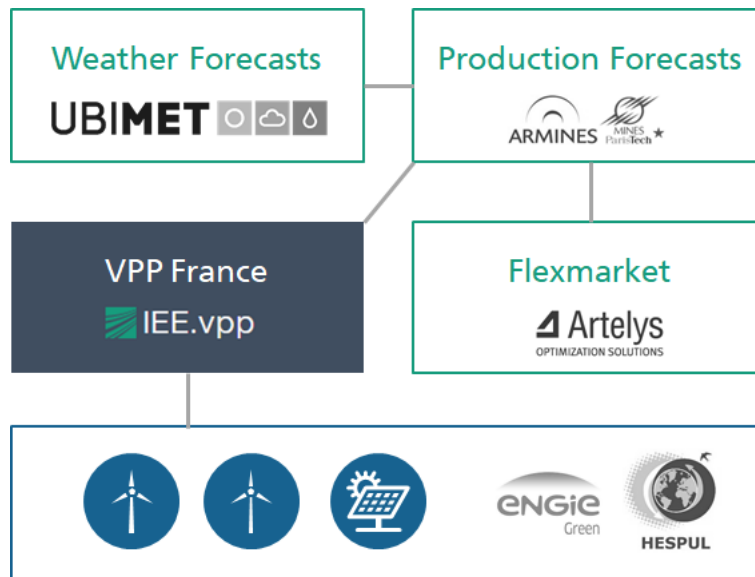 Weather Forecasts
UBIMET
Production Forecasts
ARMINES
MINES
ParisTech
VPP France
IEE.vpp
Flexmarket
Artelys
OPTIMIZATION SOLUTIONS
ENGiE
Green
HESPUL